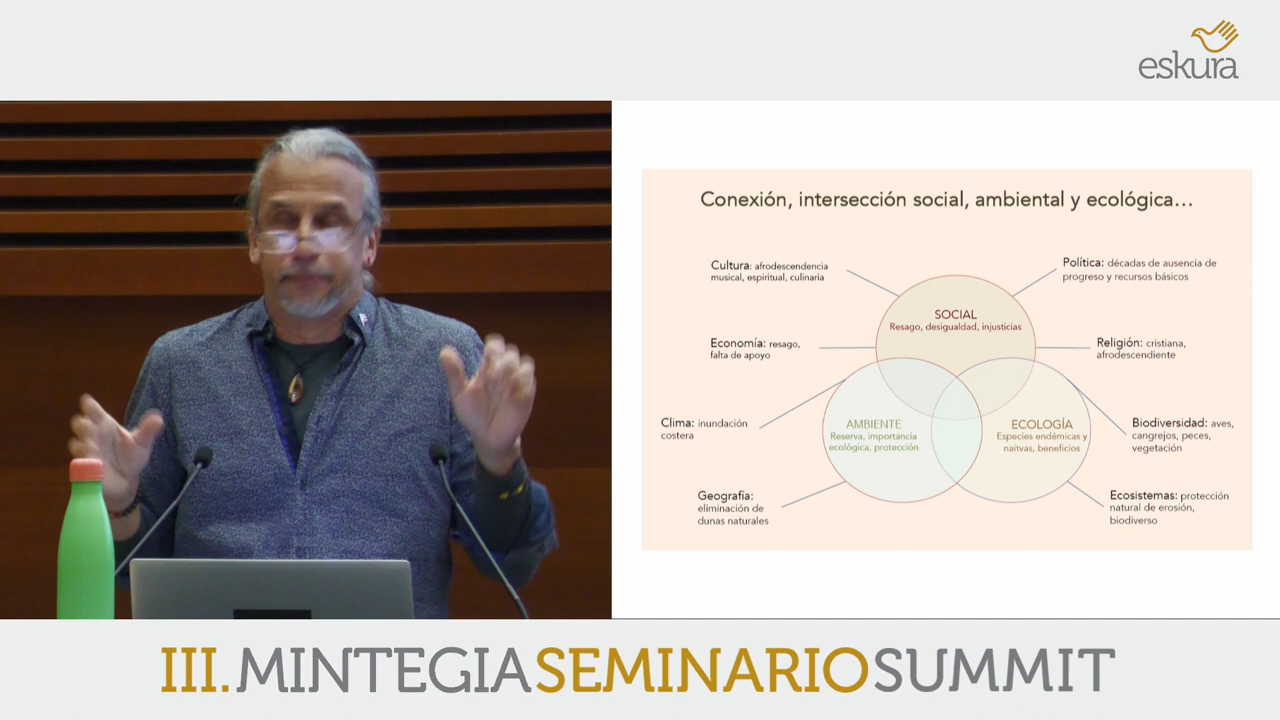 eskura
Conexión, intersección social, ambiental y ecológica...
Cultura: afrodescendencia
musical, espiritual, culinaria
Política: décadas de ausencia de
progreso y recursos básicos
SOCIAL
Resago, desigualdad, injusticias
Economía: resago,
falta de apoyo
Religión: cristiana,
afrodescendiente
Clima: inundación
costera
AMBIENTE
Reserva, importancia
ecológica, protección
ECOLOGÍA
Especies endémicas y
naitvas, beneficios
Biodiversidad: aves,
cangrejos, peces,
vegetación
Geografía:
eliminación de
dunas naturales
Ecosistemas: protección
natural de erosión,
biodiverso
III. MINTEGIA SEMINARIO SUMMIT